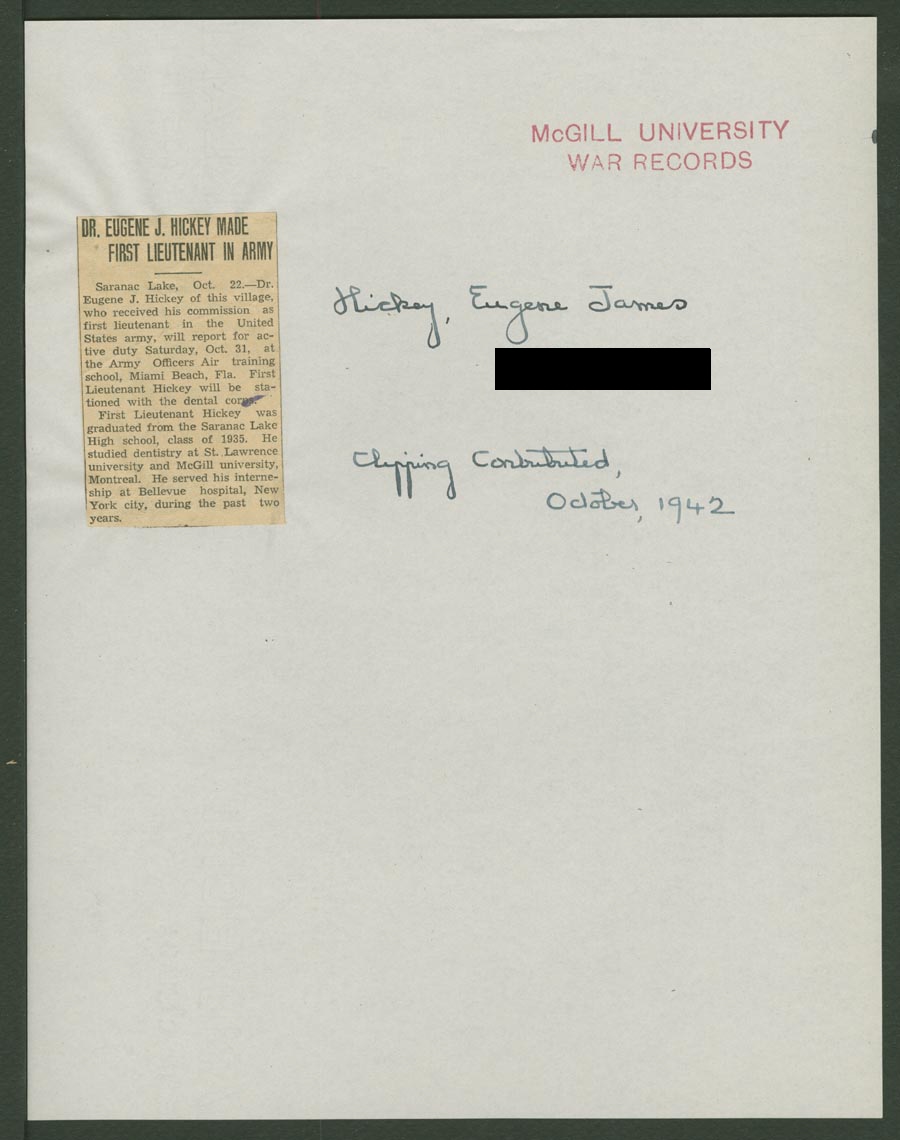 McGILL UNIVERSITY
WAR RECORDS
DR. EUGENE J. HICKEY MADE
FIRST LIEUTENANT IN ARMY
Saranac Lake, Oct. 22.—Dr.
Eugene J. Hickey of this village,
who received his commission as
first lieutenant in the United
States army, will report for ac-
tive duty Saturday, Oct. 31, at
the Army Officers Air training
school, Miami Beach, Fla. First
Lieutenant Hickey will be sta-
tioned with the dental corps.
First Lieutenant Hickey was
graduated from the Saranac Lake
High school, class of 1935. He
studied dentistry at St. Lawrence
university and McGill university,
Montreal. He served his interne-
ship at Bellevue hospital, New
York city, during the past two
years.
Hickey, Eugene James
Clipping Contributed,
October, 1942